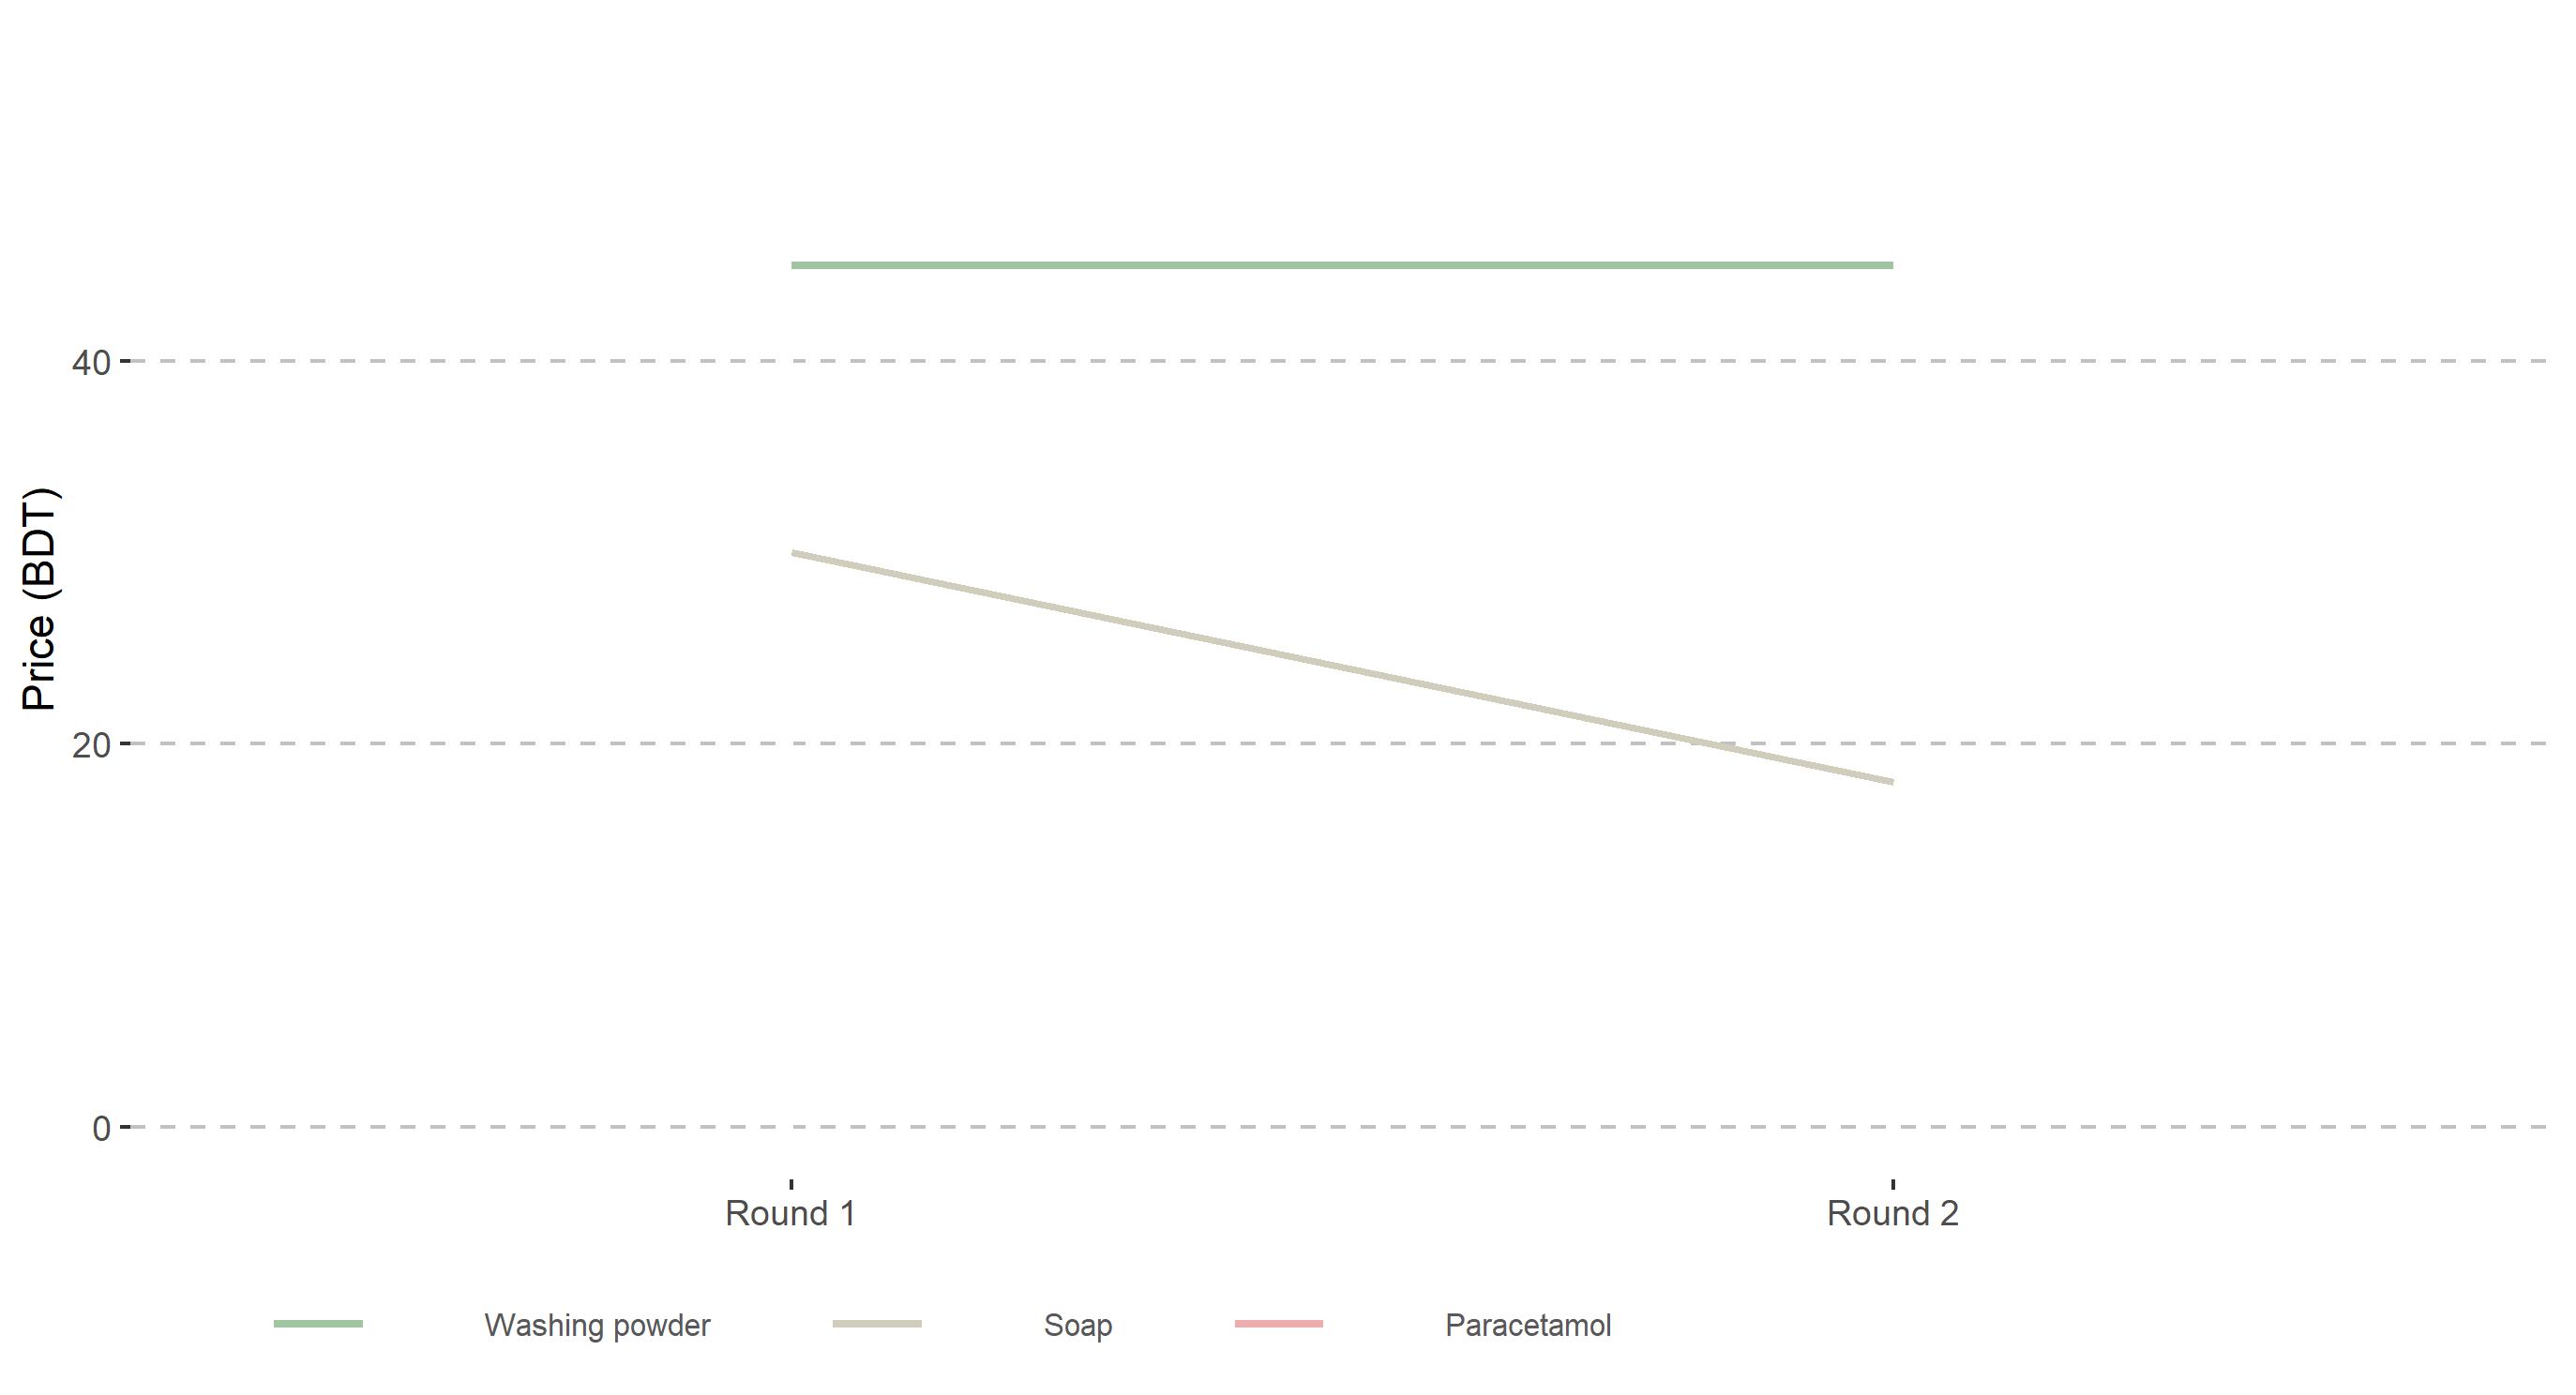 Price (BDT)
40
20
0
Round 1
Round 2
Washing powder
Soap
Paracetamol